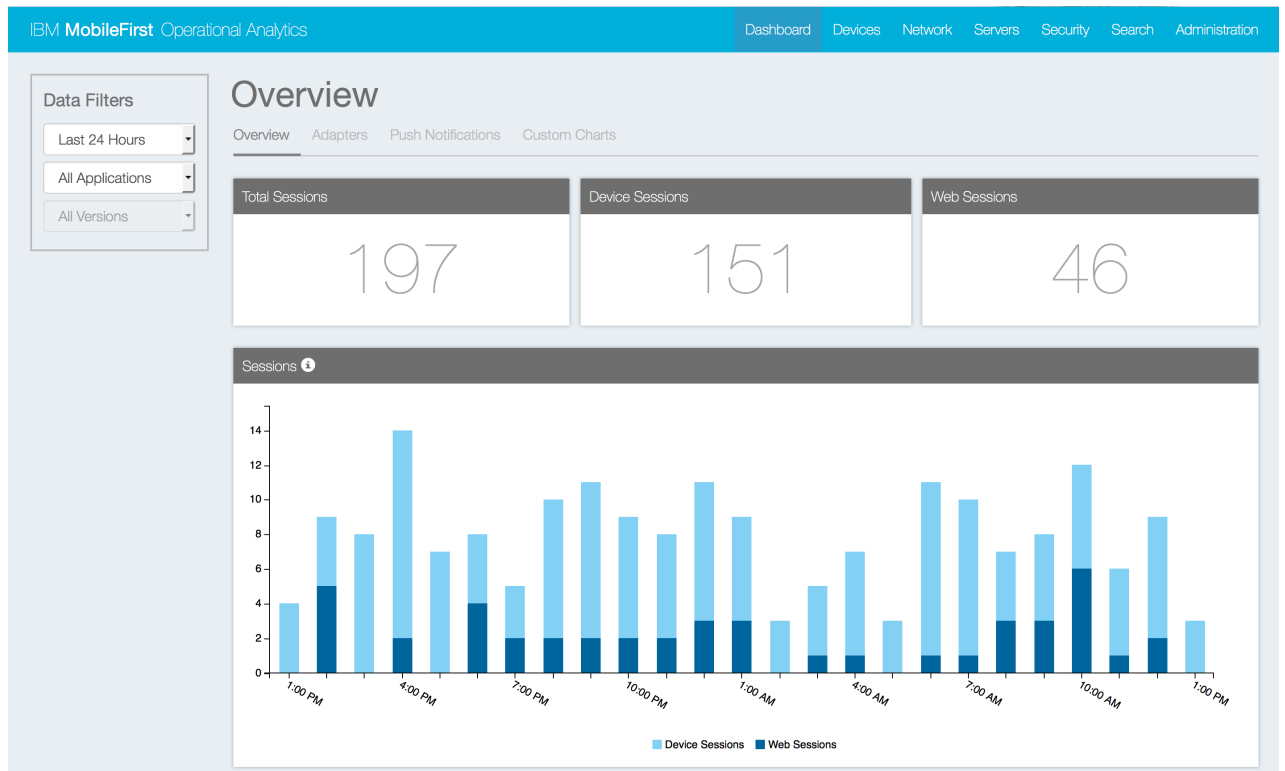 IBM MobileFirst Operational Analytics
Dashboard Devices Network Servers Security Search Administration
Data Filters
Last 24 Hours
All Applications
All Versions
Overview
Overview Adapters Push Notifications Custom Charts
Total Sessions Device Sessions Web Sessions
197 151 46
Sessions i
14
12
10
8
6
4
2
0
1:00 PM 4:00 PM 7:00 PM 10:00 PM 1:00 AM 4:00 AM 7:00 AM 10:00 AM 1:00 PM
Device Sessions Web Sessions